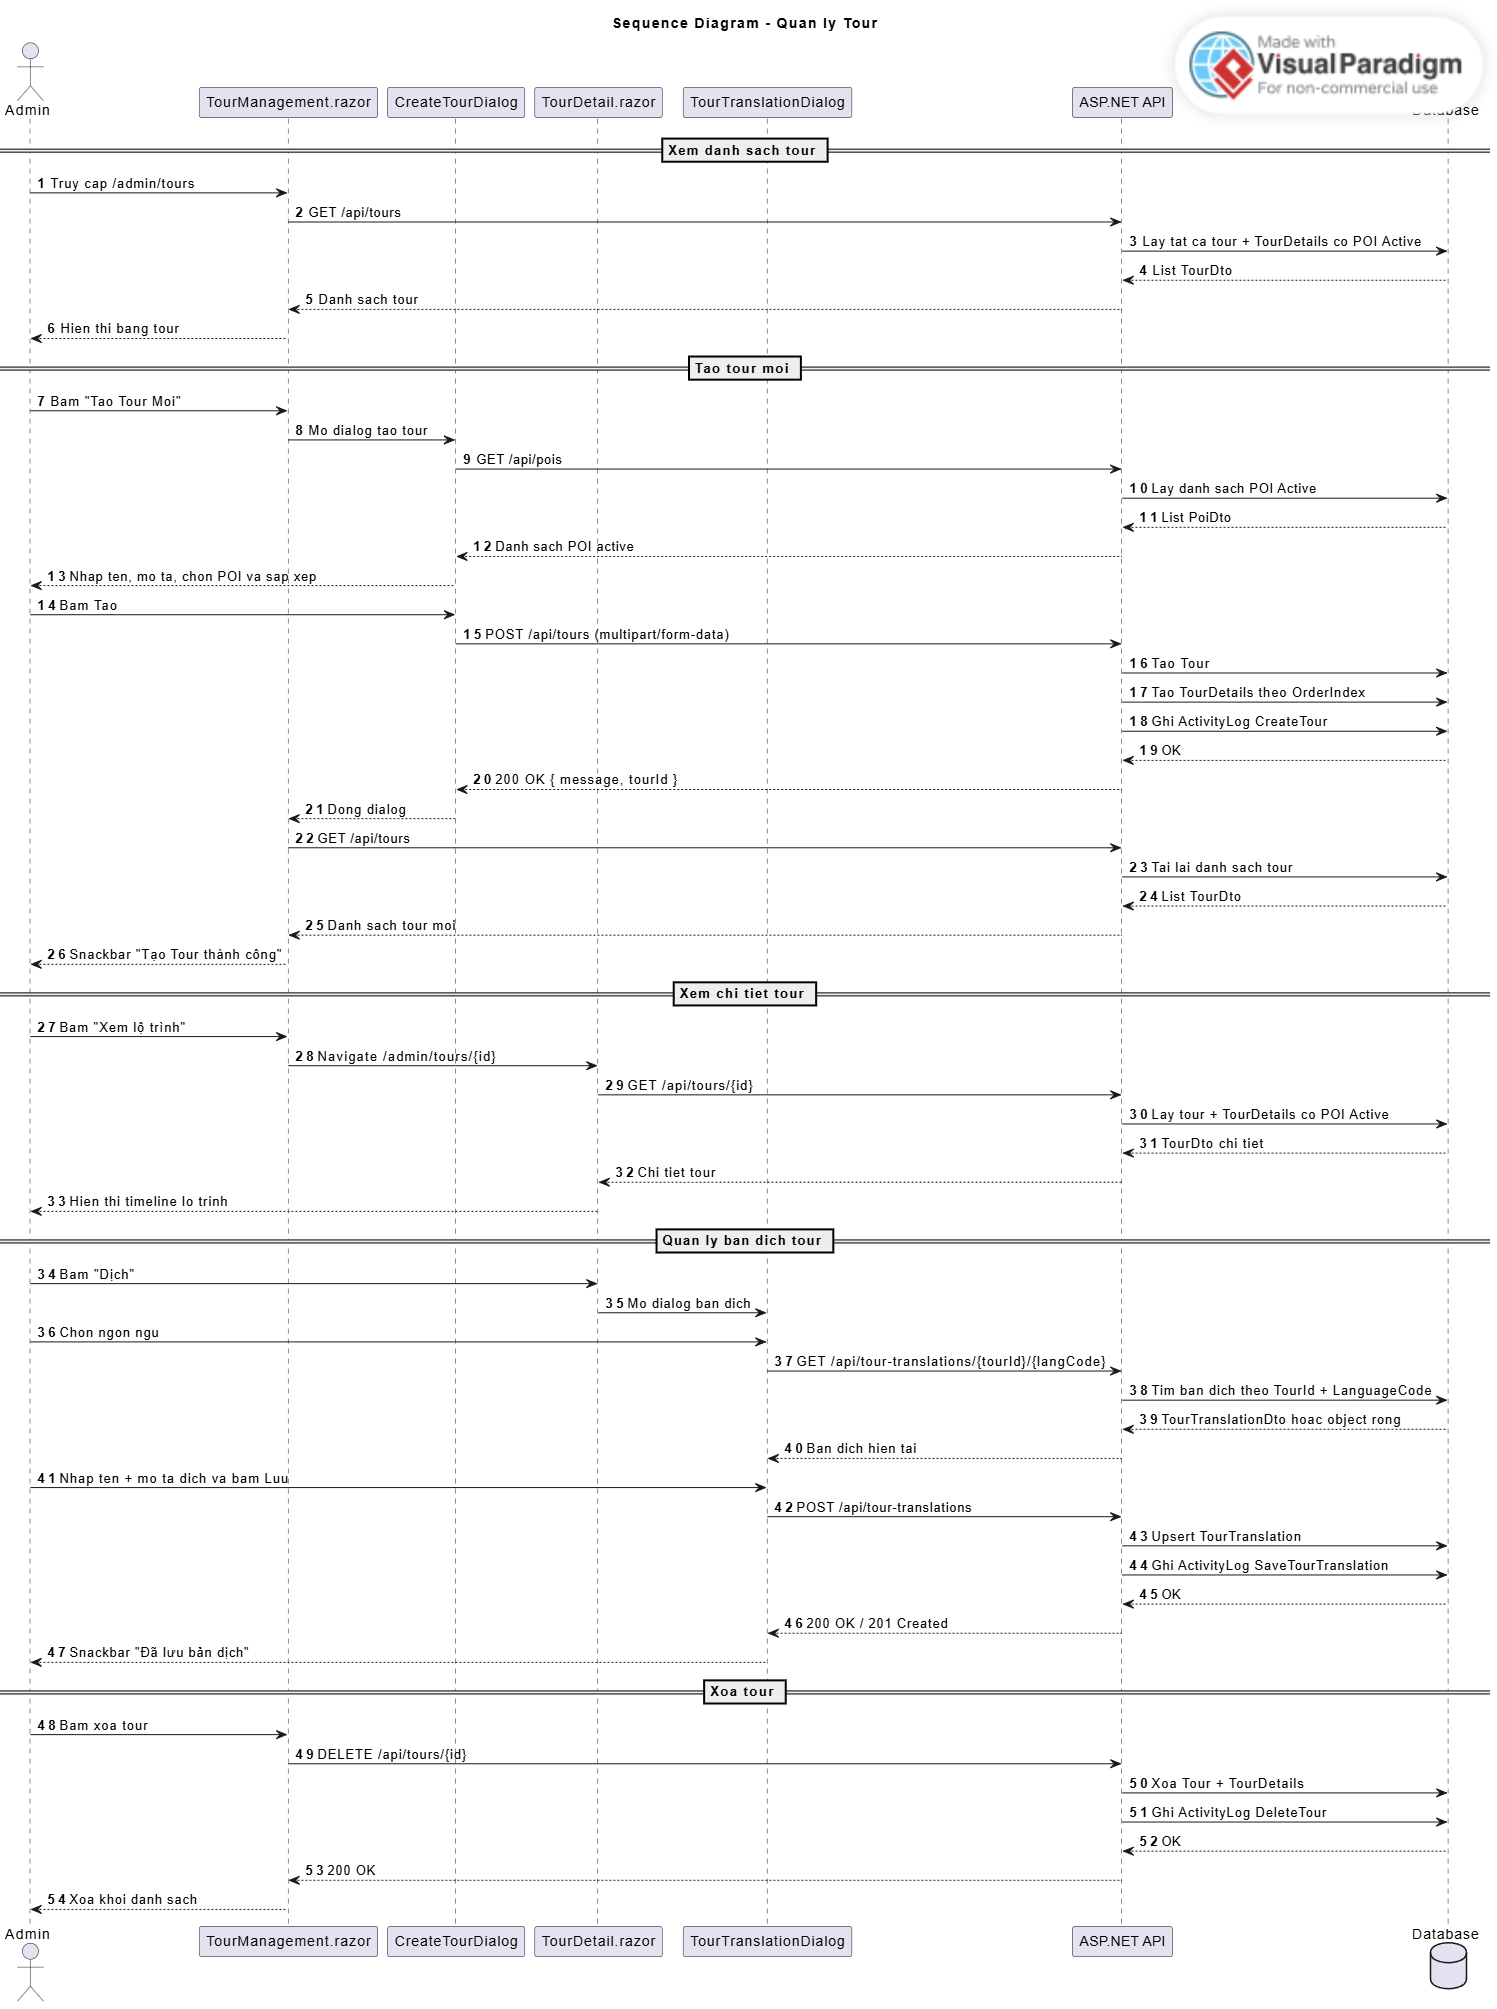 Sequence Diagram - Quan ly Tour
Made with
Visual Paradigm
For non-commercial use
Admin
TourManagement.razor
CreateTourDialog
TourDetail.razor
TourTranslationDialog
ASP.NET API
Database
Xem danh sach tour
1 Truy cap /admin/tours
2 GET /api/tours
3 Lay tat ca tour + TourDetails co POI Active
4 List TourDto
5 Danh sach tour
6 Hien thi bang tour
Tao tour moi
7 Bam "Tao Tour Moi"
8 Mo dialog tao tour
9 GET /api/pois
10 Lay danh sach POI Active
11 List PoiDto
12 Danh sach POI active
13 Nhap ten, mo ta, chon POI va sap xep
14 Bam Tao
15 POST /api/tours (multipart/form-data)
16 Tao Tour
17 Tao TourDetails theo OrderIndex
18 Ghi ActivityLog CreateTour
19 OK
20 200 OK { message, tourId }
21 Dong dialog
22 GET /api/tours
23 Tai lai danh sach tour
24 List TourDto
25 Danh sach tour moi
26 Snackbar "Tạo Tour thành công"
Xem chi tiet tour
27 Bam "Xem lộ trình"
28 Navigate /admin/tours/{id}
29 GET /api/tours/{id}
30 Lay tour + TourDetails co POI Active
31 TourDto chi tiet
32 Chi tiet tour
33 Hien thi timeline lo trinh
Quan ly ban dich tour
34 Bam "Dịch"
35 Mo dialog ban dich
36 Chon ngon ngu
37 GET /api/tour-translations/{tourId}/{langCode}
38 Tim ban dich theo TourId + LanguageCode
39 TourTranslationDto hoac object rong
40 Ban dich hien tai
41 Nhap ten + mo ta dich va bam Luu
42 POST /api/tour-translations
43 Upsert TourTranslation
44 Ghi ActivityLog SaveTourTranslation
45 OK
46 200 OK / 201 Created
47 Snackbar "Đã lưu bản dịch"
Xoa tour
48 Bam xoa tour
49 DELETE /api/tours/{id}
50 Xoa Tour + TourDetails
51 Ghi ActivityLog DeleteTour
52 OK
53 200 OK
54 Xoa khoi danh sach
Admin
TourManagement.razor
CreateTourDialog
TourDetail.razor
TourTranslationDialog
ASP.NET API
Database